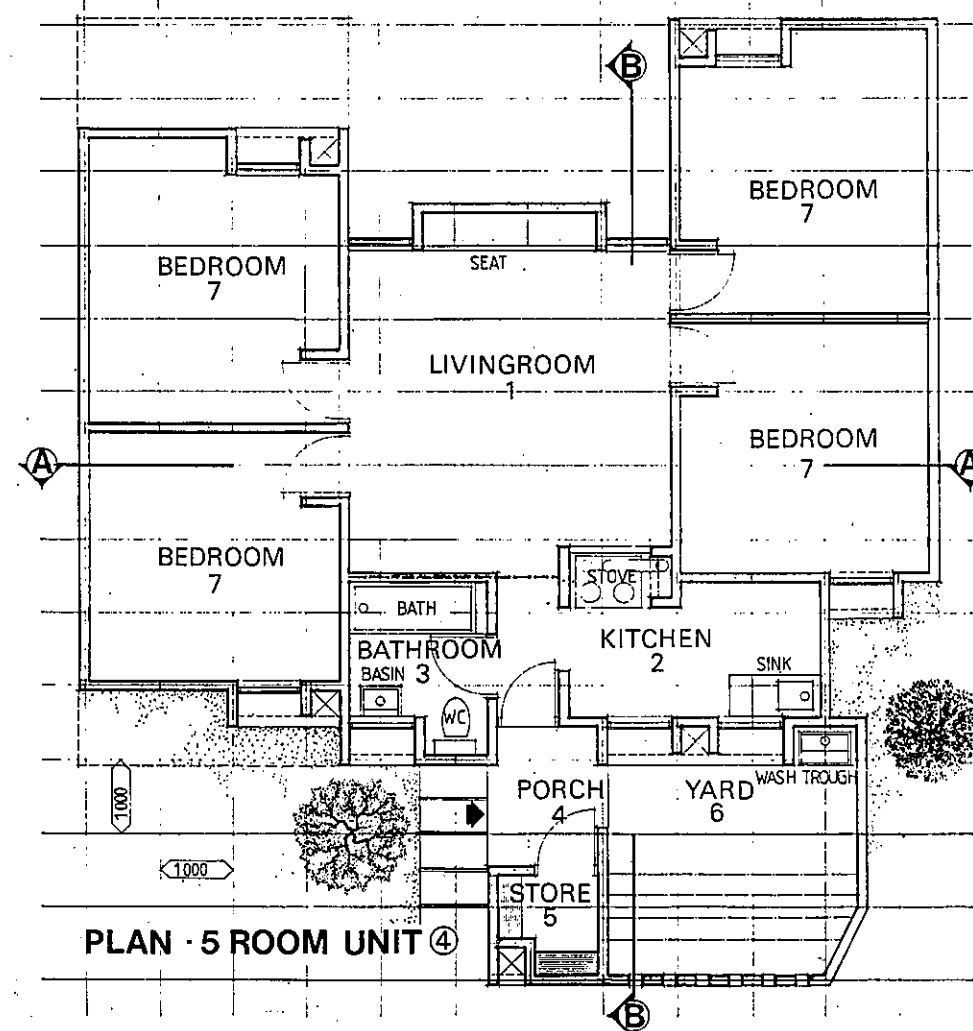 B
BEDROOM
7
BEDROOM
7
SEAT
LIVINGROOM
1
BEDROOM
7
A
A
BEDROOM
7
STOVE
BATH
KITCHEN
2
BATHROOM
3
BASIN
SINK
WC
WASH TROUGH
PORCH
4
YARD
6
1000
1000
STORE
5
PLAN · 5 ROOM UNIT 4
B